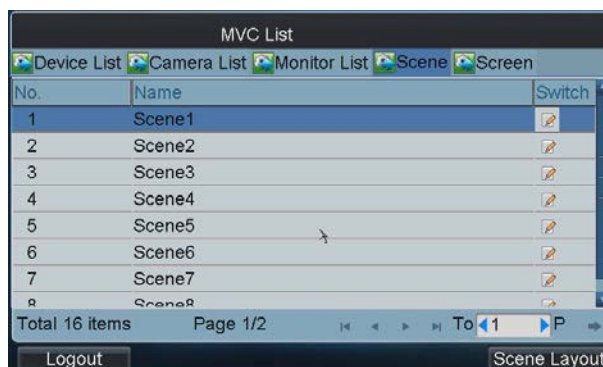 MVC List
Device List Camera List Monitor List Scene Screen
No. Name Switch
1 Scene1
2 Scene2
3 Scene3
4 Scene4
5 Scene5
6 Scene6
7 Scene7
8 Scene8
Total 16 items Page 1/2 To 1 P
Logout Scene Layout